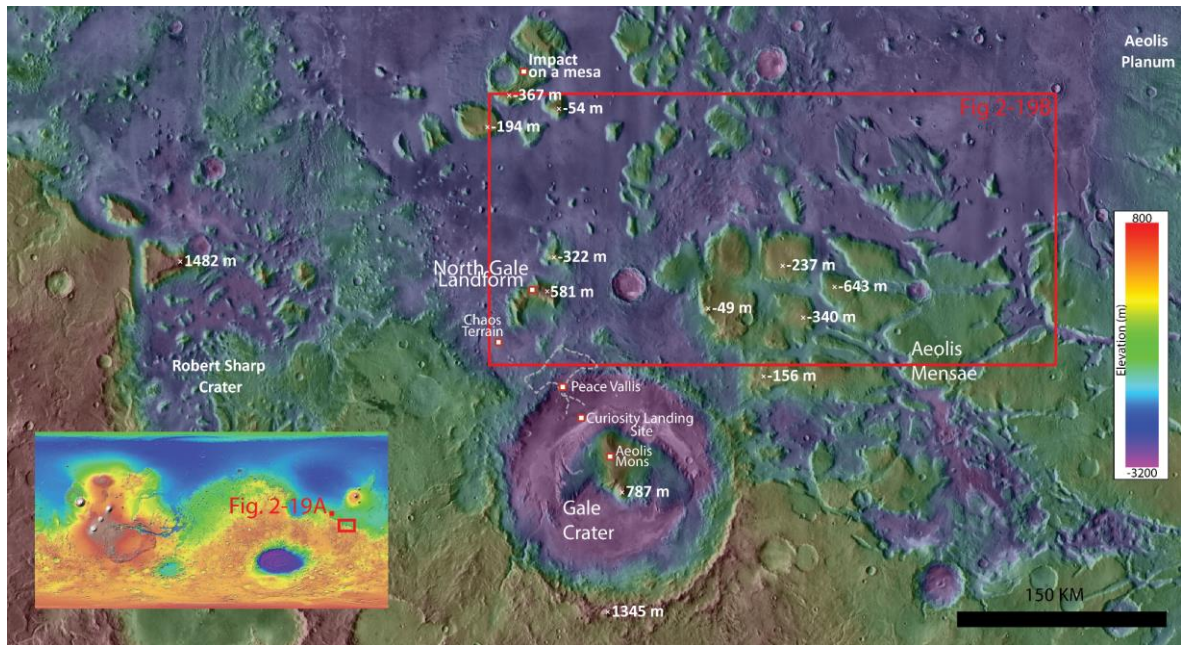 Impact
on a mesa
-367 m
-54 m
-194 m
Aeolis
Planum
Fig 2-19B
1482 m
-322 m
North Gale
Landform
581 m
-237 m
-643 m
-49 m
-340 m
Chaos
Terrain
Robert Sharp
Crater
Aeolis
Mensae
-156 m
Peace Vallis
Curiosity Landing
Site
Aeolis
Mons
787 m
Gale
Crater
1345 m
800
Elevation (m)
-3200
Fig. 2-19A
150 KM